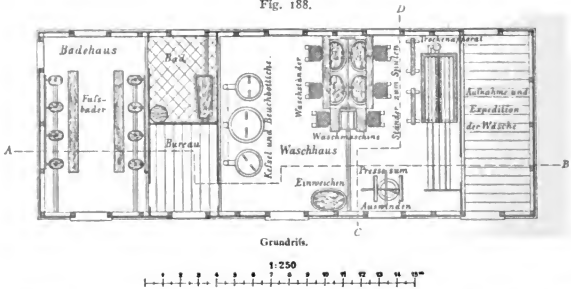 Fig. 188.
D
Badehaus
Bad
Fußbäder
Bureau
Kessel und Beuchbottiche.
Waschständer
Ständer zum Spülen
Trockenapparat
Aufnahme und
Expedition
der Wäsche
Waschmaschine
A
Waschhaus
B
Einweichen
Presse zum
Auswinden
C
Grundriſs.
1:250
1 2 3 4 5 6 7 8 9 10 11 12 13 14 15 m